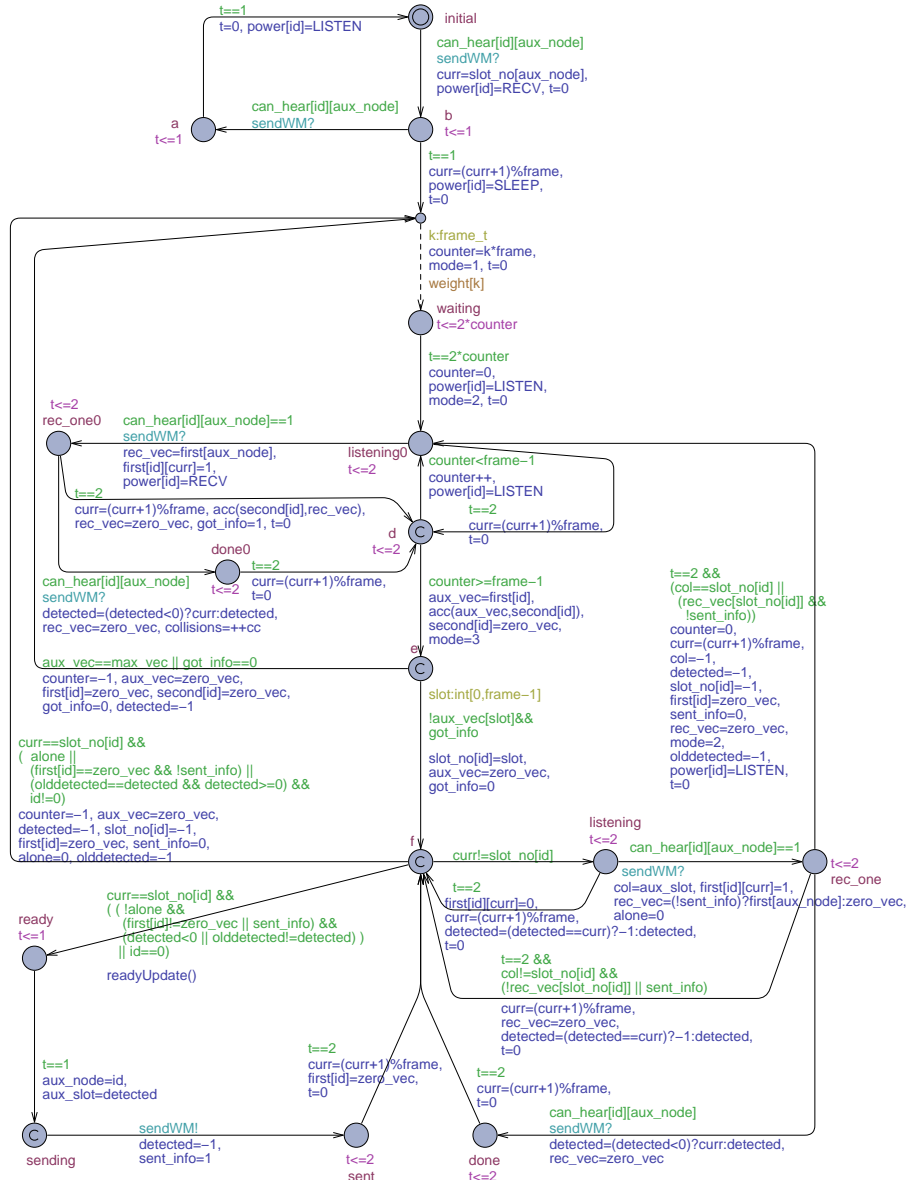 t==1
t=0, power[id]=LISTEN
initial
can_hear[id][aux_node]
sendWM?
curr=slot_no[aux_node],
power[id]=RECV, t=0
can_hear[id][aux_node]
sendWM?
a
t<=1
b
t<=1
t==1
curr=(curr+1)%frame,
power[id]=SLEEP,
t=0
k:frame_t
counter=k*frame,
mode=1, t=0
weight[k]
waiting
t<=2*counter
t==2*counter
counter=0,
power[id]=LISTEN,
mode=2, t=0
t<=2
rec_one0
can_hear[id][aux_node]==1
sendWM?
rec_vec=first[aux_node],
first[id][curr]=1,
power[id]=RECV
listening0
t<=2
counter<frame−1
counter++,
power[id]=LISTEN
t==2
curr=(curr+1)%frame,
t=0
t==2
curr=(curr+1)%frame, acc(second[id],rec_vec),
rec_vec=zero_vec, got_info=1, t=0
C
d
t<=2
done0
t<=2
t==2
curr=(curr+1)%frame,
t=0
can_hear[id][aux_node]
sendWM?
detected=(detected<0)?curr:detected,
rec_vec=zero_vec, collisions=++cc
counter>=frame−1
aux_vec=first[id],
acc(aux_vec,second[id]),
second[id]=zero_vec,
mode=3
t==2 &&
(col==slot_no[id] ||
(rec_vec[slot_no[id]] &&
!sent_info))
counter=0,
curr=(curr+1)%frame,
col=−1,
detected=−1,
slot_no[id]=−1,
first[id]=zero_vec,
sent_info=0,
rec_vec=zero_vec,
mode=2,
olddetected=−1,
power[id]=LISTEN,
t=0
e
C
aux_vec==max_vec || got_info==0
counter=−1, aux_vec=zero_vec,
first[id]=zero_vec, second[id]=zero_vec,
got_info=0, detected=−1
slot:int[0,frame−1]
!aux_vec[slot]&&
got_info
slot_no[id]=slot,
aux_vec=zero_vec,
got_info=0
curr==slot_no[id] &&
( alone ||
(first[id]==zero_vec && !sent_info) ||
(olddetected==detected && detected>=0) &&
id!=0)
counter=−1, aux_vec=zero_vec,
detected=−1, slot_no[id]=−1,
first[id]=zero_vec, sent_info=0,
alone=0, olddetected=−1
f
C
curr!=slot_no[id]
listening
t<=2
can_hear[id][aux_node]==1
sendWM?
col=aux_slot, first[id][curr]=1,
rec_vec=(!sent_info)?first[aux_node]:zero_vec,
alone=0
t<=2
rec_one
t==2
first[id][curr]=0,
curr=(curr+1)%frame,
detected=(detected==curr)?−1:detected,
t=0
curr==slot_no[id] &&
( ( !alone &&
(first[id]!=zero_vec || sent_info) &&
(detected<0 || olddetected!=detected) )
|| id==0)
readyUpdate()
ready
t<=1
t==2 &&
col!=slot_no[id] &&
(!rec_vec[slot_no[id]] || sent_info)
curr=(curr+1)%frame,
rec_vec=zero_vec,
detected=(detected==curr)?−1:detected,
t=0
t==1
aux_node=id,
aux_slot=detected
t==2
curr=(curr+1)%frame,
first[id]=zero_vec,
t=0
t==2
curr=(curr+1)%frame,
t=0
C
sending
sendWM!
detected=−1,
sent_info=1
t<=2
sent
done
t<=2
can_hear[id][aux_node]
sendWM?
detected=(detected<0)?curr:detected,
rec_vec=zero_vec